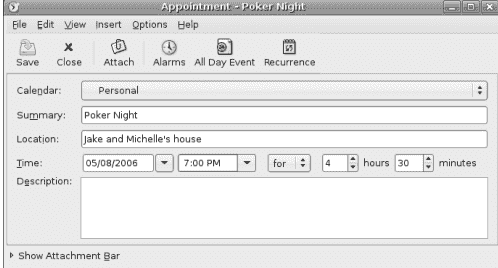 Appointment - Poker Night
File Edit View Insert Options Help
Save Close Attach Alarms All Day Event Recurrence
Calendar: Personal
Summary: Poker Night
Location: Jake and Michelle's house
Time: 05/08/2006 7:00 PM for 4 hours 30 minutes
Description:
Show Attachment Bar